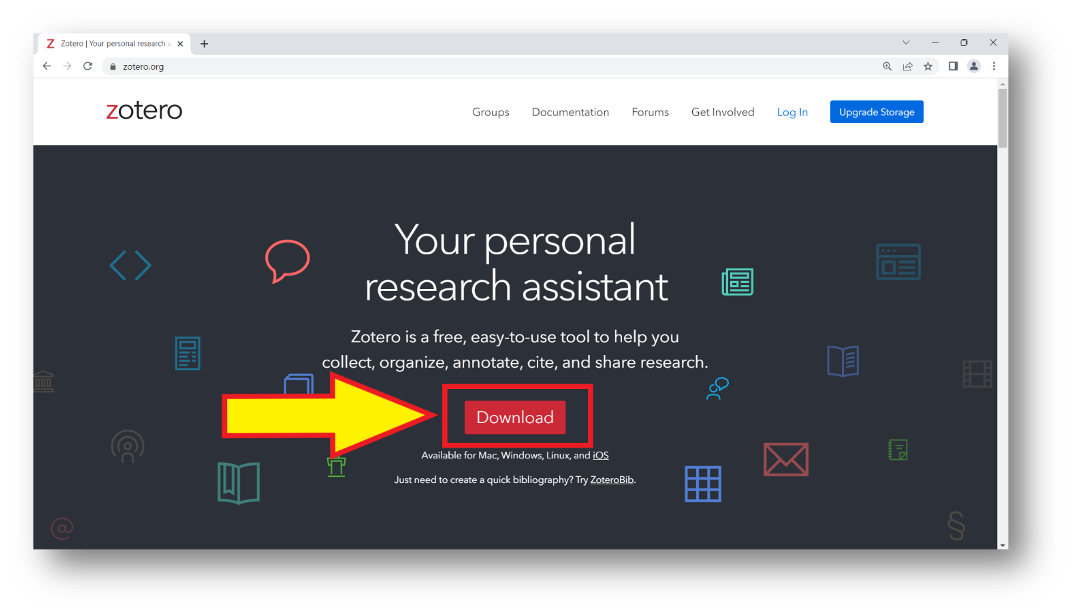 Zotero | Your personal research a
zotero.org
zotero
Groups Documentation Forums Get Involved Log In Upgrade Storage
Your personal
research assistant
Zotero is a free, easy-to-use tool to help you
collect, organize, annotate, cite, and share research.
Download
Available for Mac, Windows, Linux, and iOS
Just need to create a quick bibliography? Try ZoteroBib.